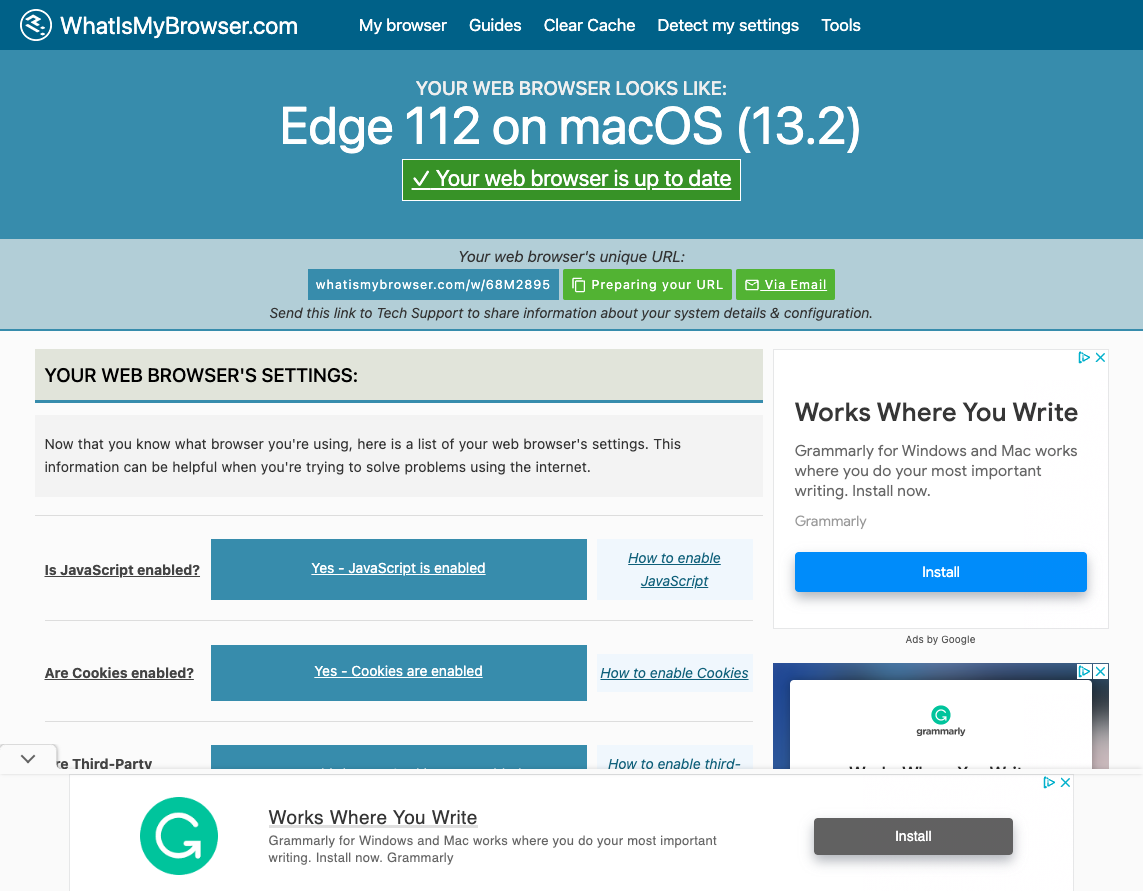 WhatIsMyBrowser.com
My browser Guides Clear Cache Detect my settings Tools
YOUR WEB BROWSER LOOKS LIKE:
Edge 112 on macOS (13.2)
✓ Your web browser is up to date
Your web browser's unique URL:
whatismybrowser.com/w/68M2895 Preparing your URL Via Email
Send this link to Tech Support to share information about your system details & configuration.
YOUR WEB BROWSER'S SETTINGS:
Now that you know what browser you're using, here is a list of your web browser's settings. This
information can be helpful when you're trying to solve problems using the internet.
Is JavaScript enabled?
Yes - JavaScript is enabled
How to enable
JavaScript
Are Cookies enabled?
Yes - Cookies are enabled
How to enable Cookies
re Third-Party
How to enable third-
Works Where You Write
Grammarly for Windows and Mac works
where you do your most important
writing. Install now.
Grammarly
Install
Ads by Google
grammarly
Works Where You Write
Grammarly for Windows and Mac works where you do your most important
writing. Install now. Grammarly
Install